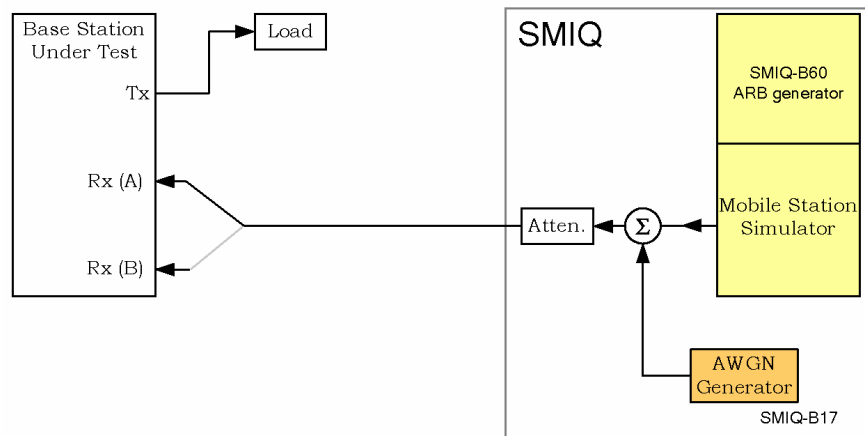 Base Station
Under Test
Tx
Rx (A)
Rx (B)
Load
SMIQ
SMIQ-B60
ARB generator
Mobile Station
Simulator
Atten.
Σ
AWGN
Generator
SMIQ-B17